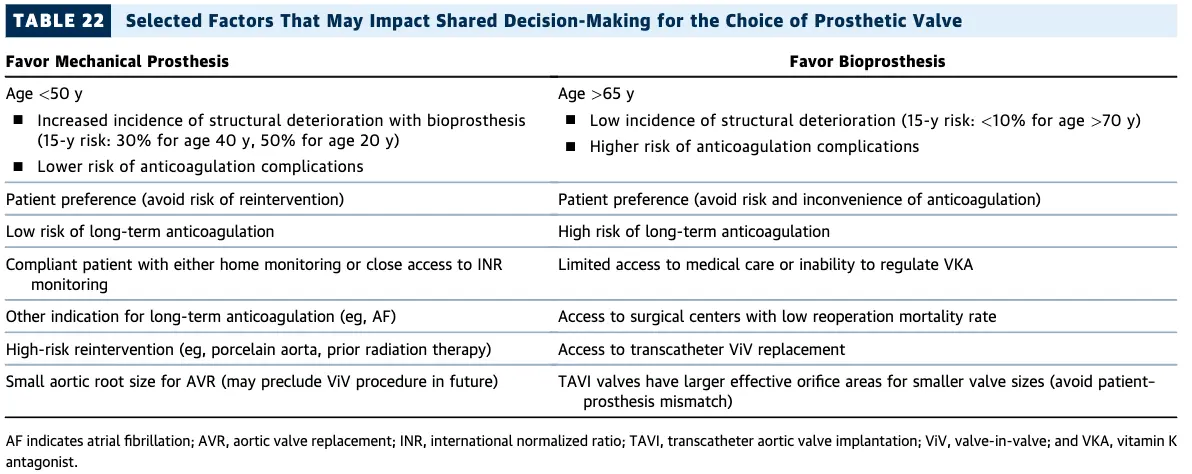 TABLE 22 Selected Factors That May Impact Shared Decision-Making for the Choice of Prosthetic Valve
Favor Mechanical Prosthesis Favor Bioprosthesis
Age <50 y Age >65 y
■ Increased incidence of structural deterioration with bioprosthesis
(15-y risk: 30% for age 40 y, 50% for age 20 y)
■ Lower risk of anticoagulation complications
■ Low incidence of structural deterioration (15-y risk: <10% for age >70 y)
■ Higher risk of anticoagulation complications
Patient preference (avoid risk of reintervention) Patient preference (avoid risk and inconvenience of anticoagulation)
Low risk of long-term anticoagulation High risk of long-term anticoagulation
Compliant patient with either home monitoring or close access to INR
monitoring
Limited access to medical care or inability to regulate VKA
Other indication for long-term anticoagulation (eg, AF) Access to surgical centers with low reoperation mortality rate
High-risk reintervention (eg, porcelain aorta, prior radiation therapy) Access to transcatheter ViV replacement
Small aortic root size for AVR (may preclude ViV procedure in future) TAVI valves have larger effective orifice areas for smaller valve sizes (avoid patient–
prosthesis mismatch)
AF indicates atrial fibrillation; AVR, aortic valve replacement; INR, international normalized ratio; TAVI, transcatheter aortic valve implantation; ViV, valve-in-valve; and VKA, vitamin K
antagonist.